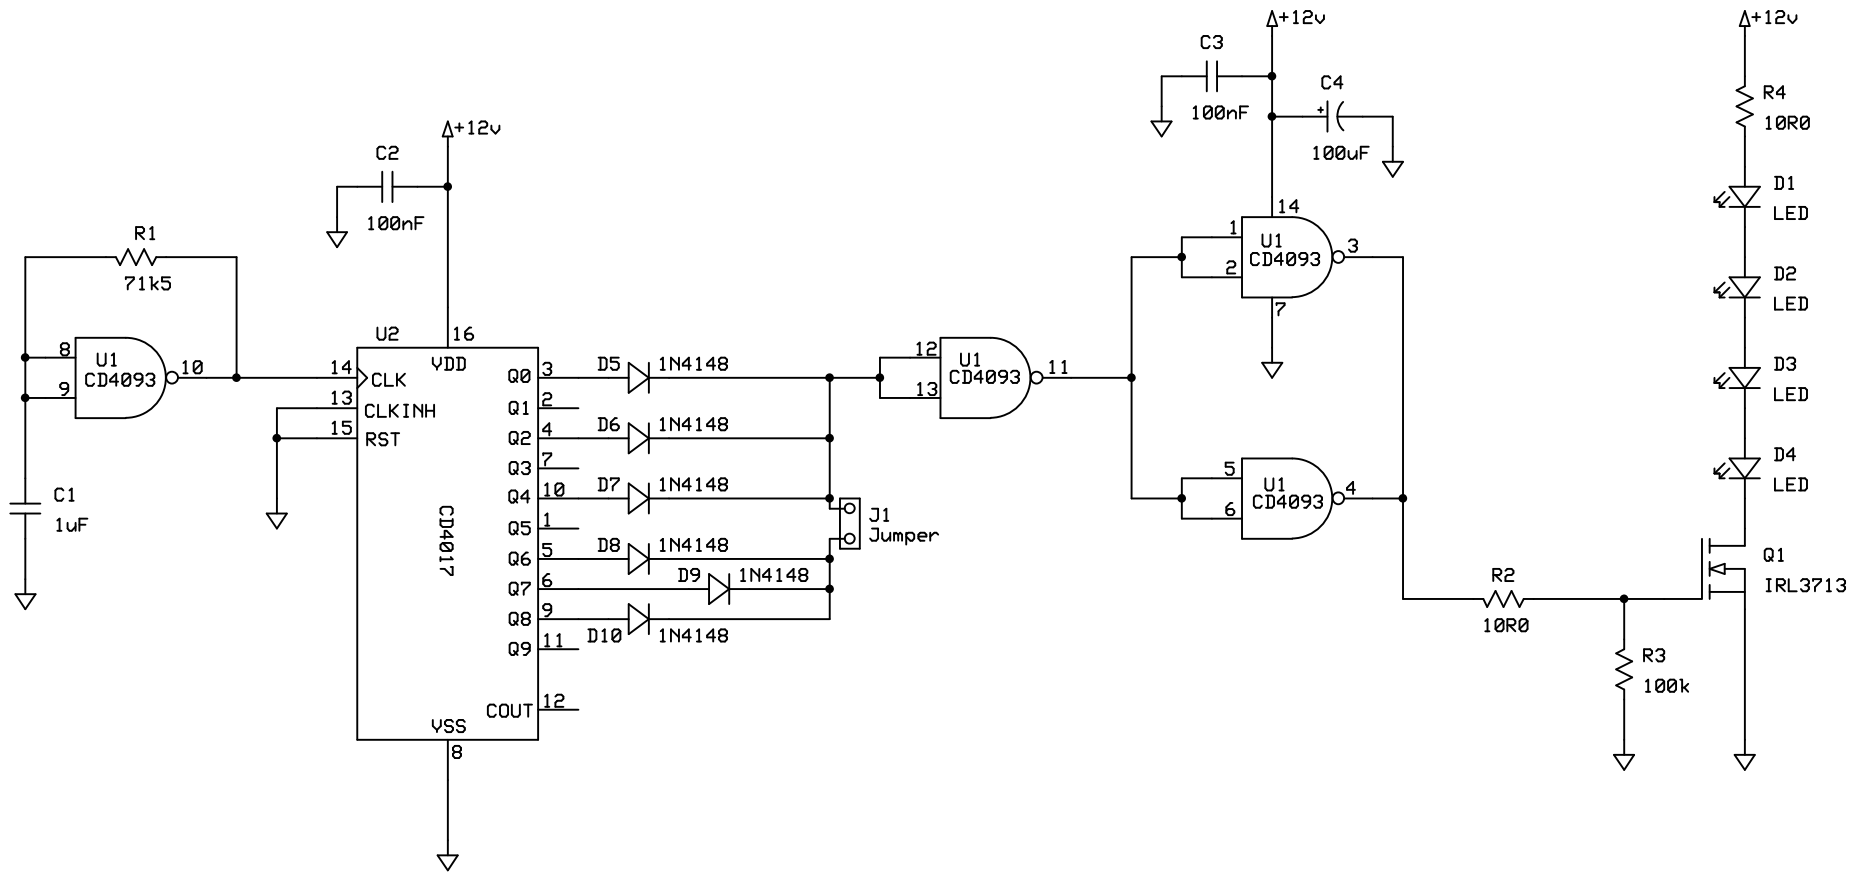 +12v
+12v
C3
C4
100nF
100uF
R4
10R0
+12v
C2
100nF
D1
LED
D2
LED
D3
LED
D4
LED
R1
71k5
8
9
U1
CD4093
10
C1
1uF
U2
16
VDD
14
CLK
13
CLKINH
15
RST
CD4017
Q0
3
Q1
2
Q2
4
Q3
7
Q4
10
Q5
1
Q6
5
Q7
6
Q8
9
Q9
11
COUT
12
VSS
8
D5
1N4148
D6
1N4148
D7
1N4148
D8
1N4148
D9
1N4148
D10
1N4148
J1
Jumper
12
13
U1
CD4093
11
14
1
2
U1
CD4093
3
7
5
6
U1
CD4093
4
R2
10R0
R3
100k
Q1
IRL3713